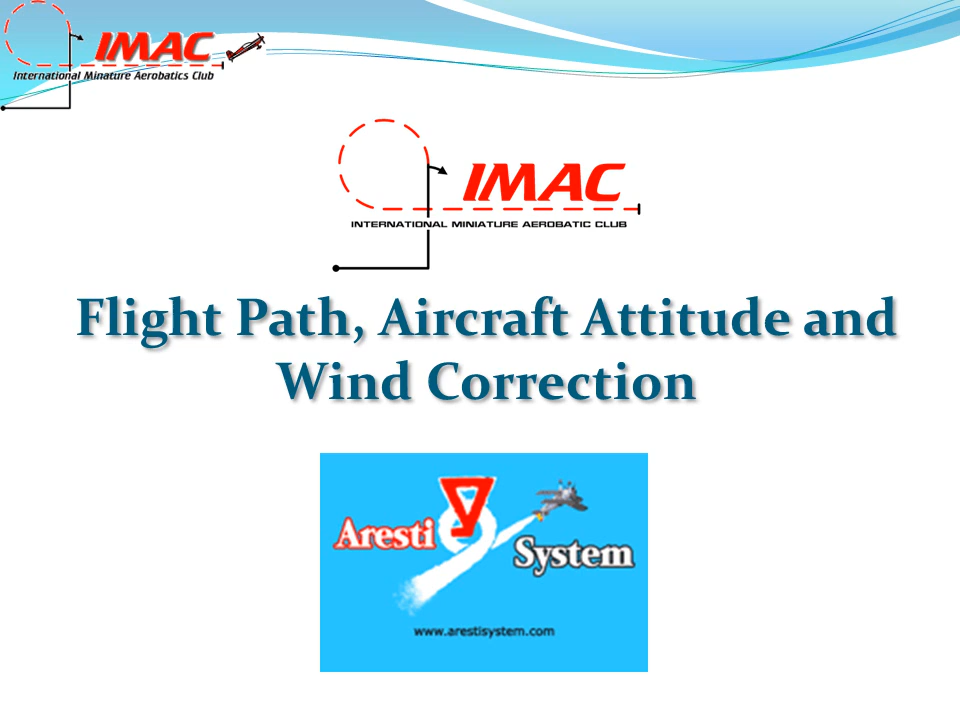 IMAC
International Minature Aerobatics Club
IMAC
INTERNATIONAL MINIATURE AEROBATIC CLUB
Flight Path, Aircraft Attitude and
Wind Correction
Aresti
System
www.arestisystem.com